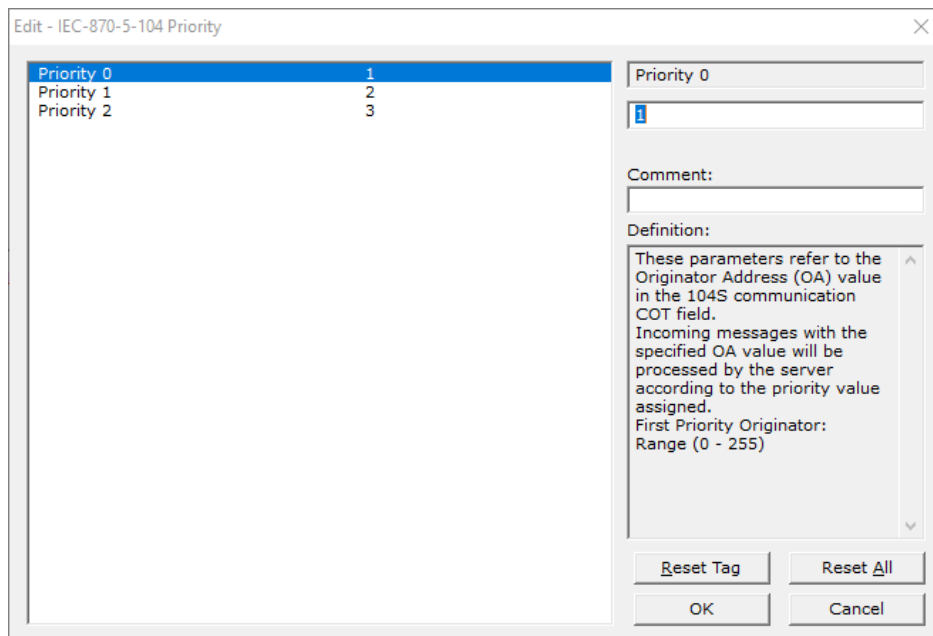 Edit - IEC-870-5-104 Priority
Priority 0 1
Priority 1 2
Priority 2 3
Priority 0
1
Comment:
Definition:
These parameters refer to the
Originator Address (OA) value
in the 104S communication
COT field.
Incoming messages with the
specified OA value will be
processed by the server
according to the priority value
assigned.
First Priority Originator:
Range (0 - 255)
Reset Tag
Reset All
OK
Cancel